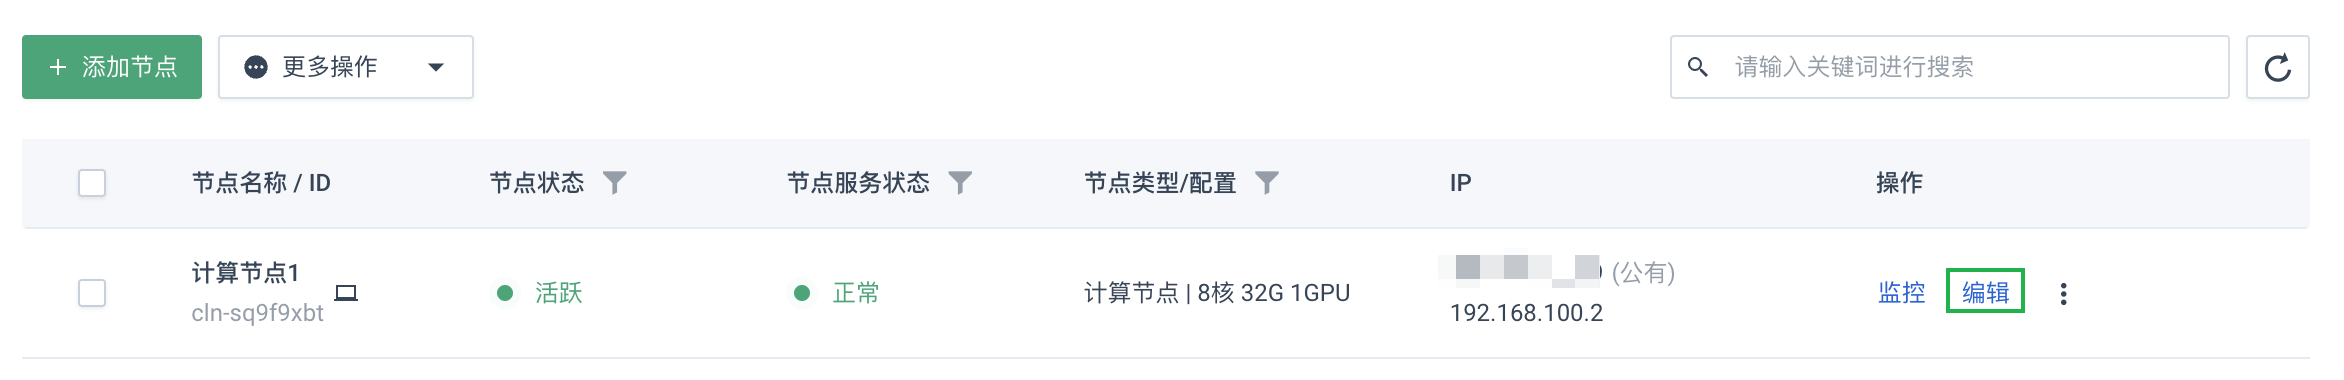 + 添加节点
更多操作
请输入关键词进行搜索
节点名称 / ID
节点状态
节点服务状态
节点类型/配置
IP
操作
计算节点1
cln-sq9f9xbt
活跃
正常
计算节点 | 8核 32G 1GPU
(公有)
192.168.100.2
监控
编辑